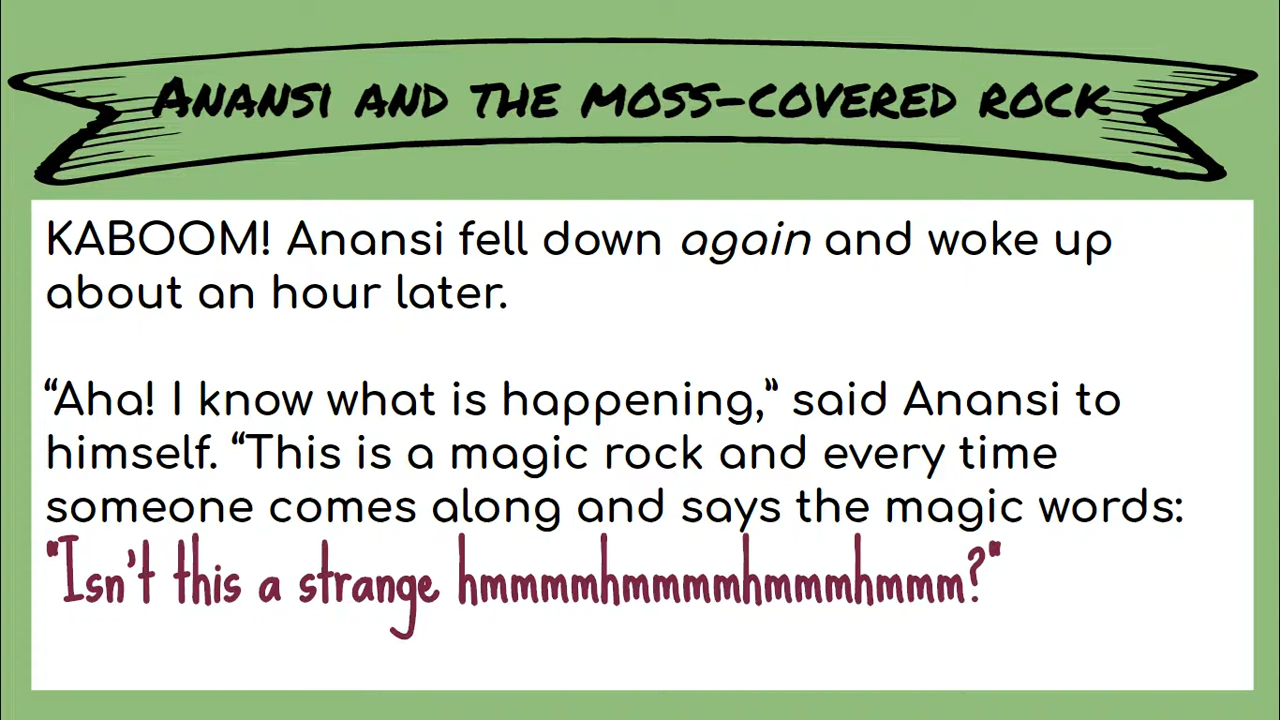 Anansi and the moss-covered rock
KABOOM! Anansi fell down again and woke up
about an hour later.
“Aha! I know what is happening,” said Anansi to
himself. “This is a magic rock and every time
someone comes along and says the magic words:
"Isn't this a strange hmmmmhmmmmhmmmhmmm?"